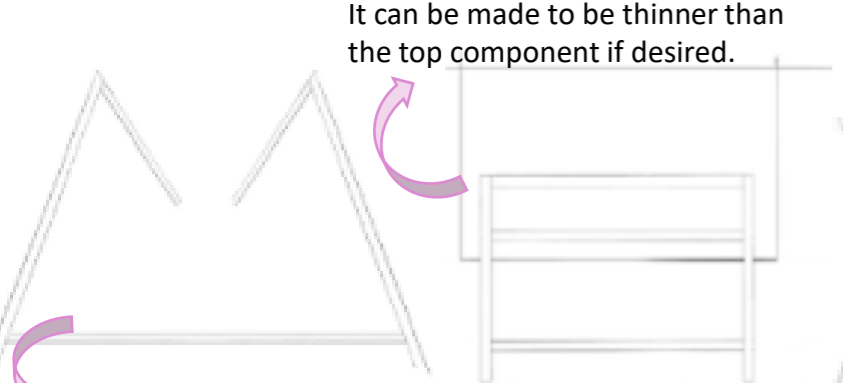 It can be made to be thinner than
the top component if desired.